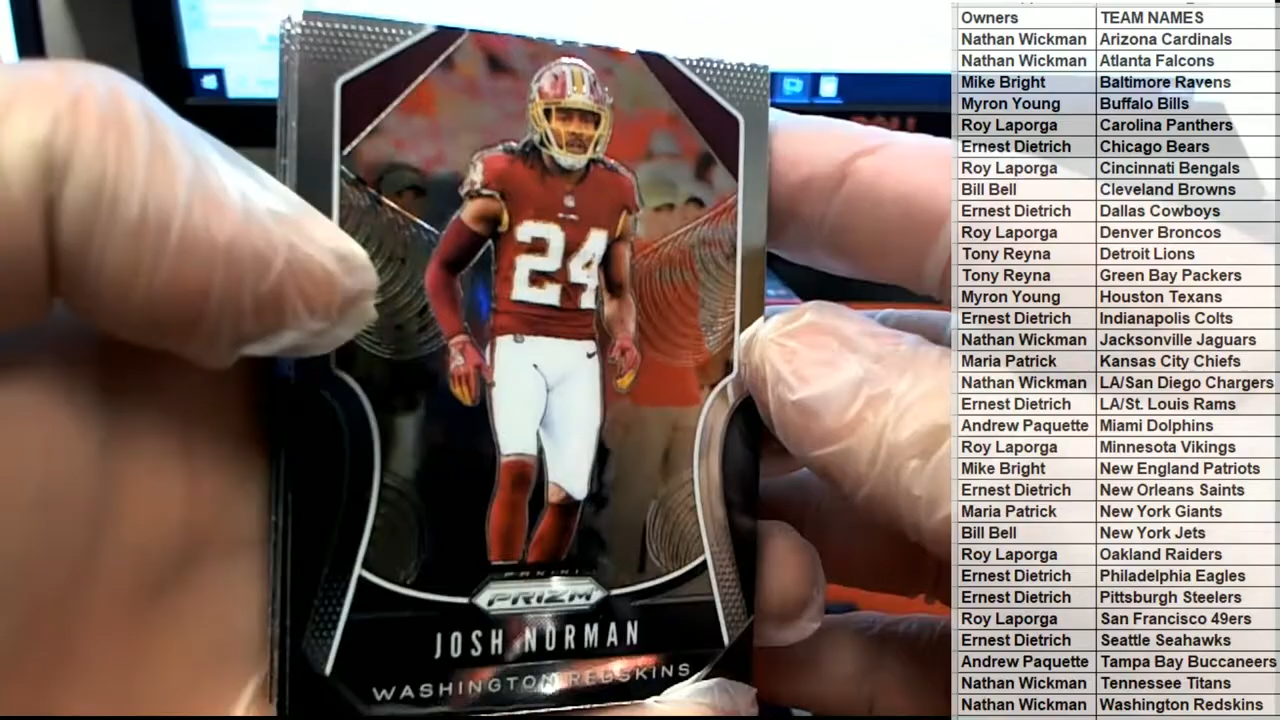 24
PANINI
PRIZM
JOSH NORMAN
WASHINGTON REDSKINS
Owners TEAM NAMES
Nathan Wickman Arizona Cardinals
Nathan Wickman Atlanta Falcons
Mike Bright Baltimore Ravens
Myron Young Buffalo Bills
Roy Laporga Carolina Panthers
Ernest Dietrich Chicago Bears
Roy Laporga Cincinnati Bengals
Bill Bell Cleveland Browns
Ernest Dietrich Dallas Cowboys
Roy Laporga Denver Broncos
Tony Reyna Detroit Lions
Tony Reyna Green Bay Packers
Myron Young Houston Texans
Ernest Dietrich Indianapolis Colts
Nathan Wickman Jacksonville Jaguars
Maria Patrick Kansas City Chiefs
Nathan Wickman LA/San Diego Chargers
Ernest Dietrich LA/St. Louis Rams
Andrew Paquette Miami Dolphins
Roy Laporga Minnesota Vikings
Mike Bright New England Patriots
Ernest Dietrich New Orleans Saints
Maria Patrick New York Giants
Bill Bell New York Jets
Roy Laporga Oakland Raiders
Ernest Dietrich Philadelphia Eagles
Ernest Dietrich Pittsburgh Steelers
Roy Laporga San Francisco 49ers
Ernest Dietrich Seattle Seahawks
Andrew Paquette Tampa Bay Buccaneers
Nathan Wickman Tennessee Titans
Nathan Wickman Washington Redskins